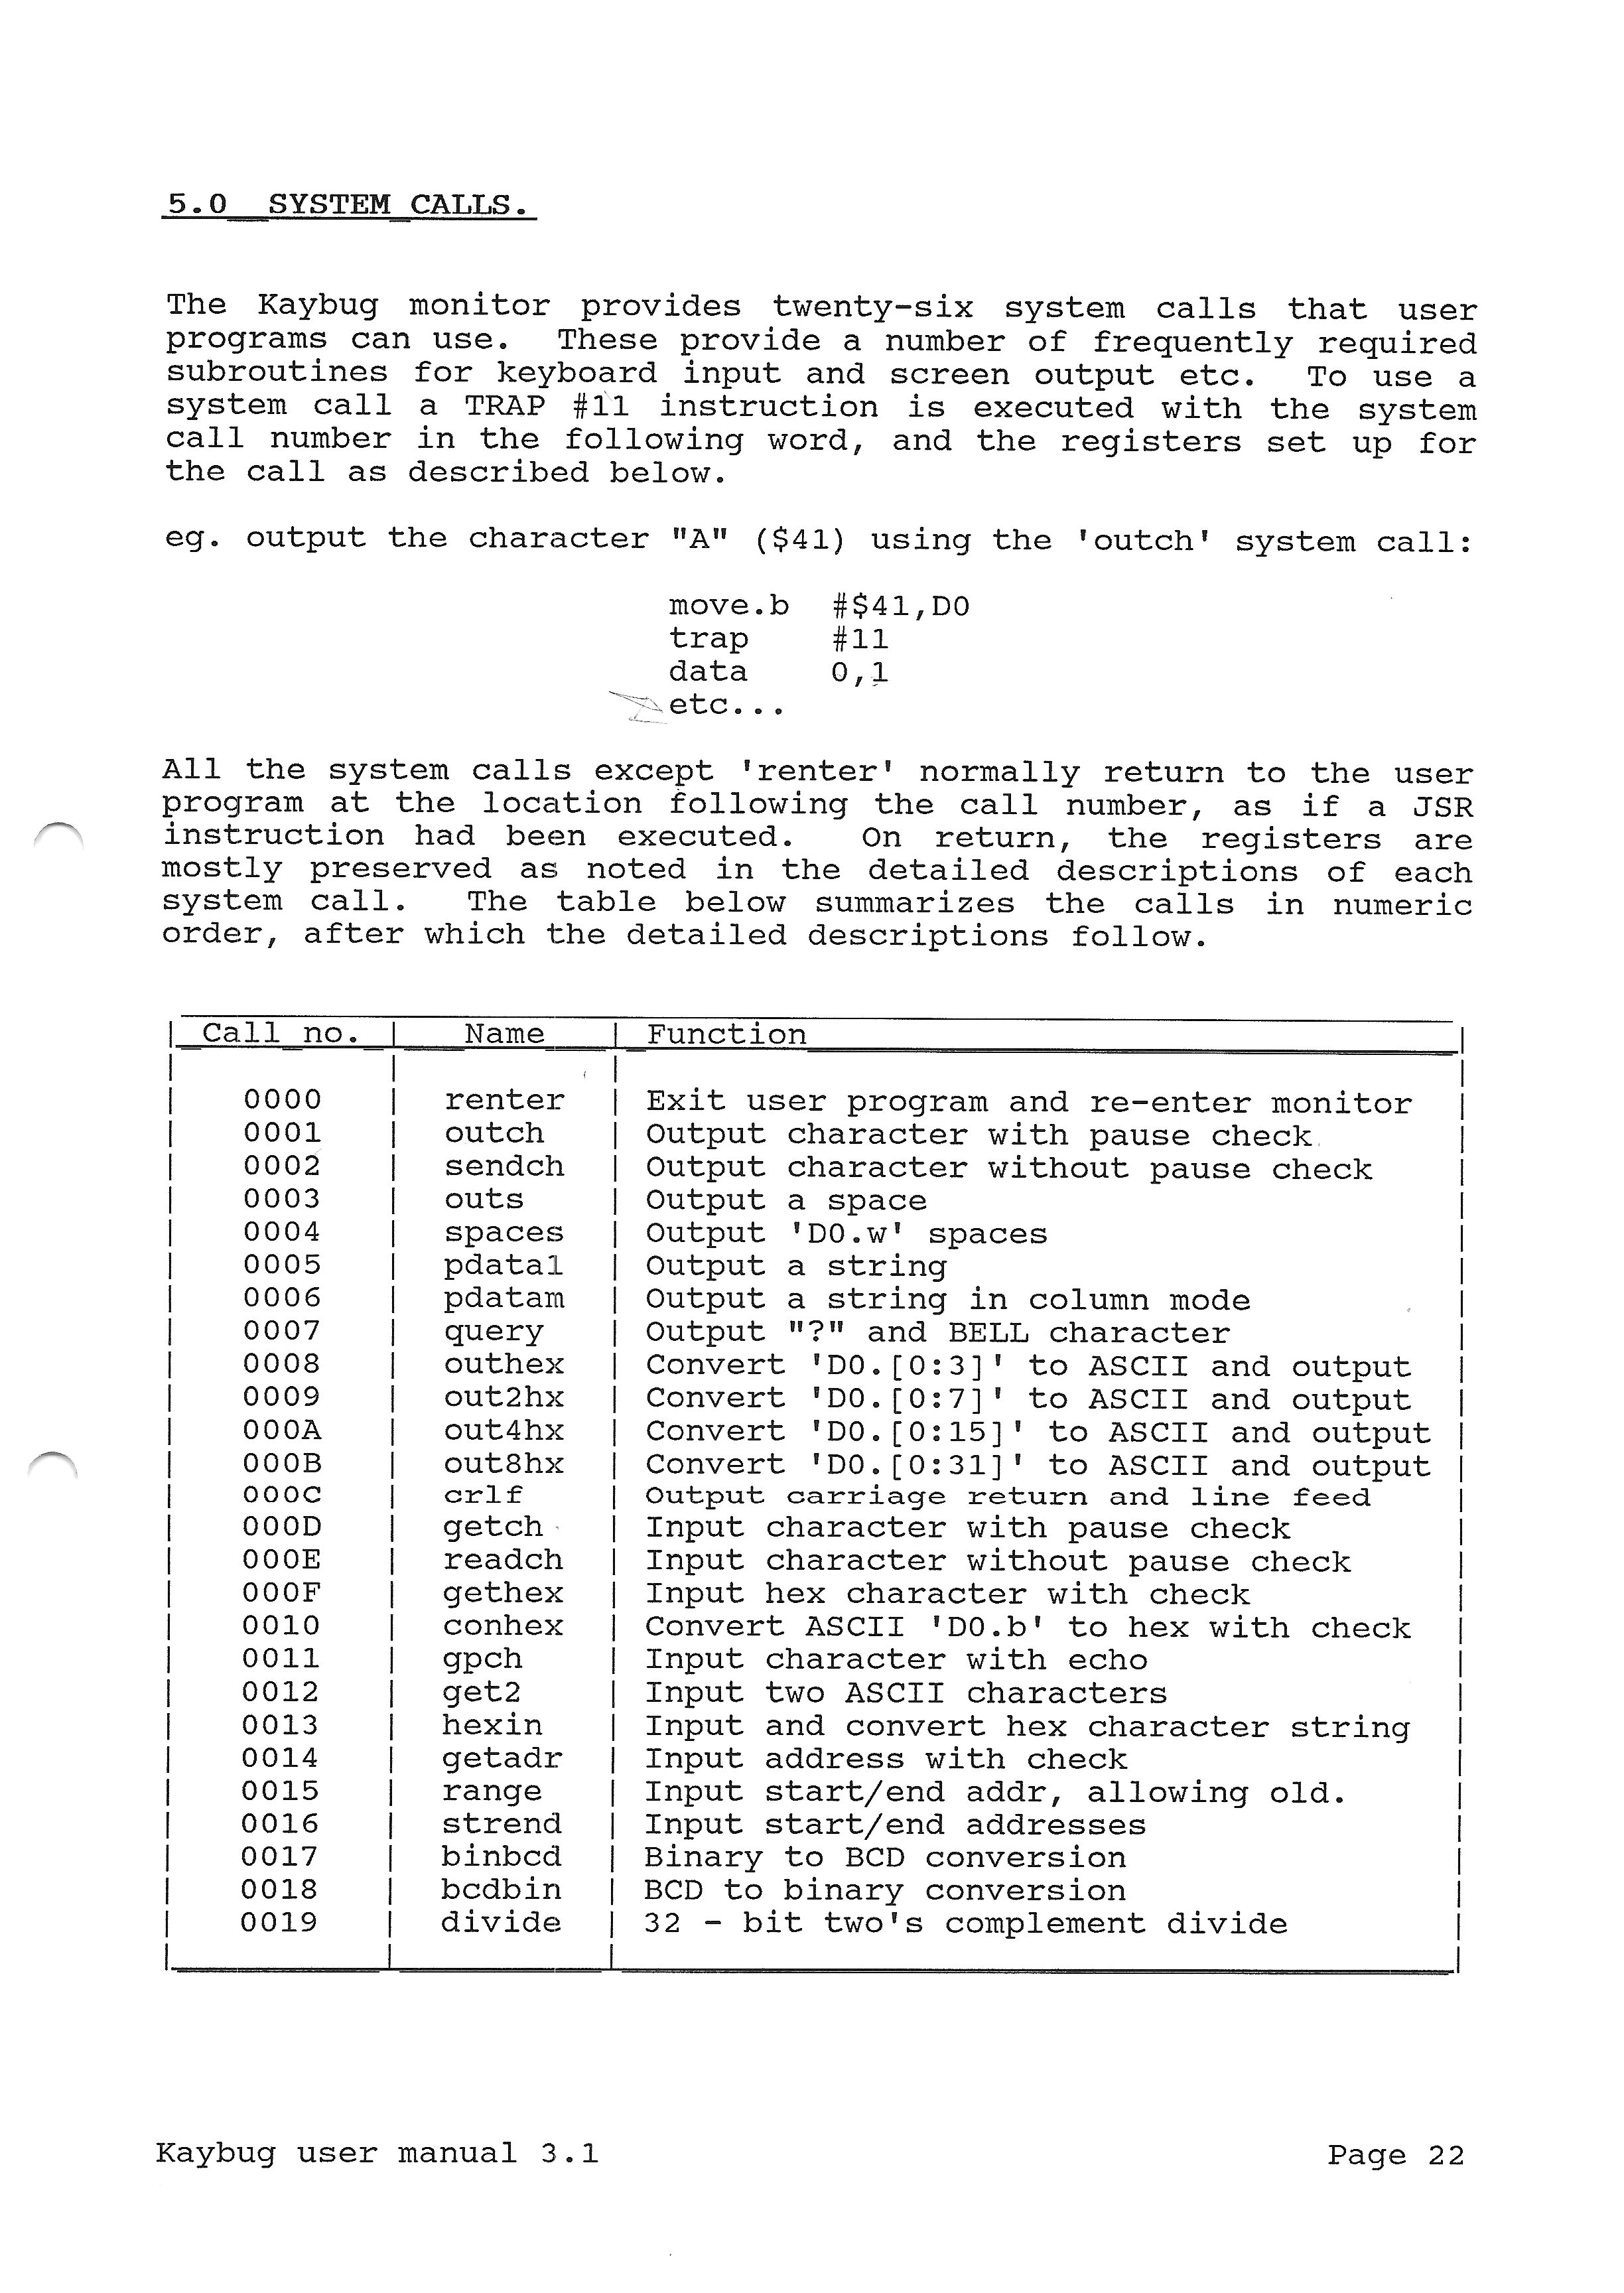 5.0 SYSTEM CALLS.
The Kaybug monitor provides twenty-six system calls that user
programs can use. These provide a number of frequently required
subroutines for keyboard input and screen output etc. To use a
system call a TRAP #11 instruction is executed with the system
call number in the following word, and the registers set up for
the call as described below.
eg. output the character "A" ($41) using the 'outch' system call:
move.b #$41,D0
trap #11
data 0,1
etc...
All the system calls except 'renter' normally return to the user
program at the location following the call number, as if a JSR
instruction had been executed. On return, the registers are
mostly preserved as noted in the detailed descriptions of each
system call. The table below summarizes the calls in numeric
order, after which the detailed descriptions follow.
| Call no. | Name | Function |
| 0000 | renter | Exit user program and re-enter monitor |
| 0001 | outch | Output character with pause check |
| 0002 | sendch | Output character without pause check |
| 0003 | outs | Output a space |
| 0004 | spaces | Output 'D0.w' spaces |
| 0005 | pdata1 | Output a string |
| 0006 | pdatam | Output a string in column mode |
| 0007 | query | Output "?" and BELL character |
| 0008 | outhex | Convert 'D0.[0:3]' to ASCII and output |
| 0009 | out2hx | Convert 'D0.[0:7]' to ASCII and output |
| 000A | out4hx | Convert 'D0.[0:15]' to ASCII and output |
| 000B | out8hx | Convert 'D0.[0:31]' to ASCII and output |
| 000C | crlf | Output carriage return and line feed |
| 000D | getch | Input character with pause check |
| 000E | readch | Input character without pause check |
| 000F | gethex | Input hex character with check |
| 0010 | conhex | Convert ASCII 'D0.b' to hex with check |
| 0011 | gpch | Input character with echo |
| 0012 | get2 | Input two ASCII characters |
| 0013 | hexin | Input and convert hex character string |
| 0014 | getadr | Input address with check |
| 0015 | range | Input start/end addr, allowing old. |
| 0016 | strend | Input start/end addresses |
| 0017 | binbcd | Binary to BCD conversion |
| 0018 | bcdbin | BCD to binary conversion |
| 0019 | divide | 32 - bit two's complement divide |
Kaybug user manual 3.1 Page 22